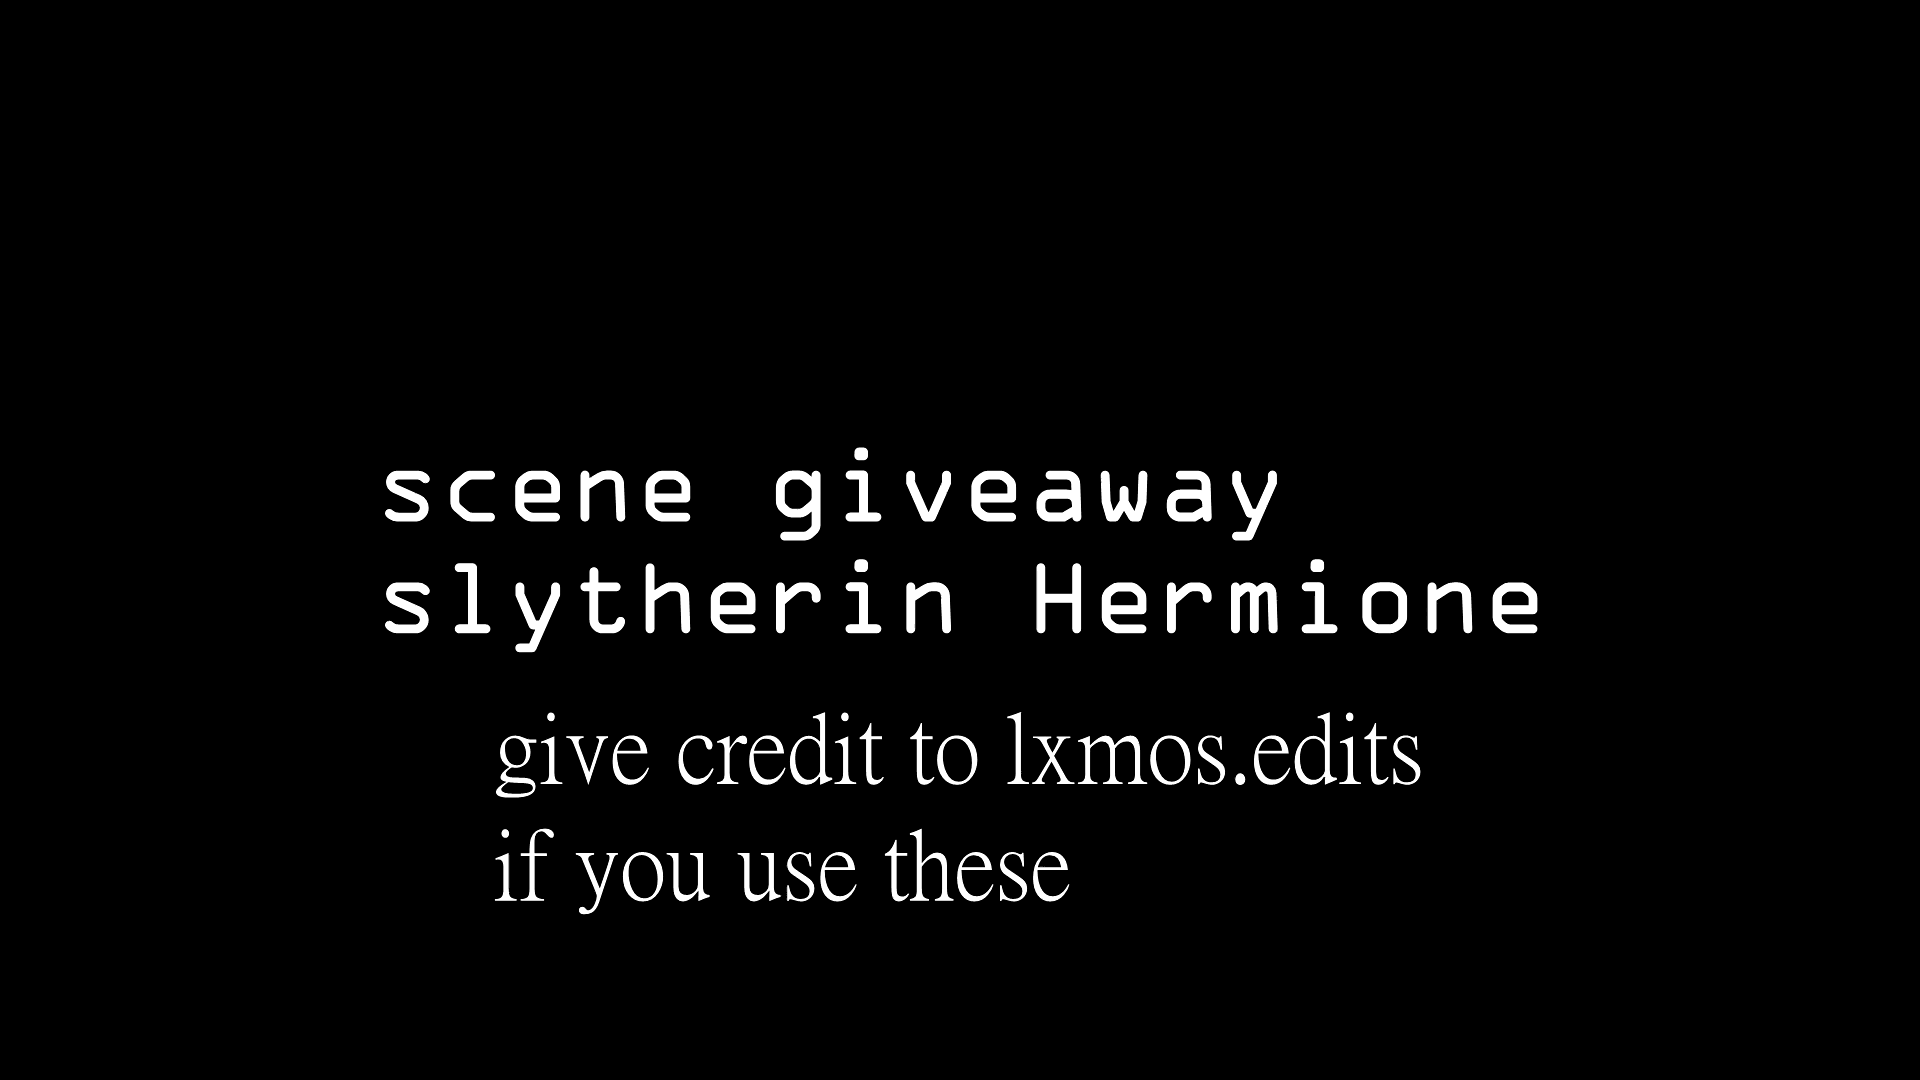 scene giveaway
slytherin Hermione
give credit to lxmos.edits
if you use these